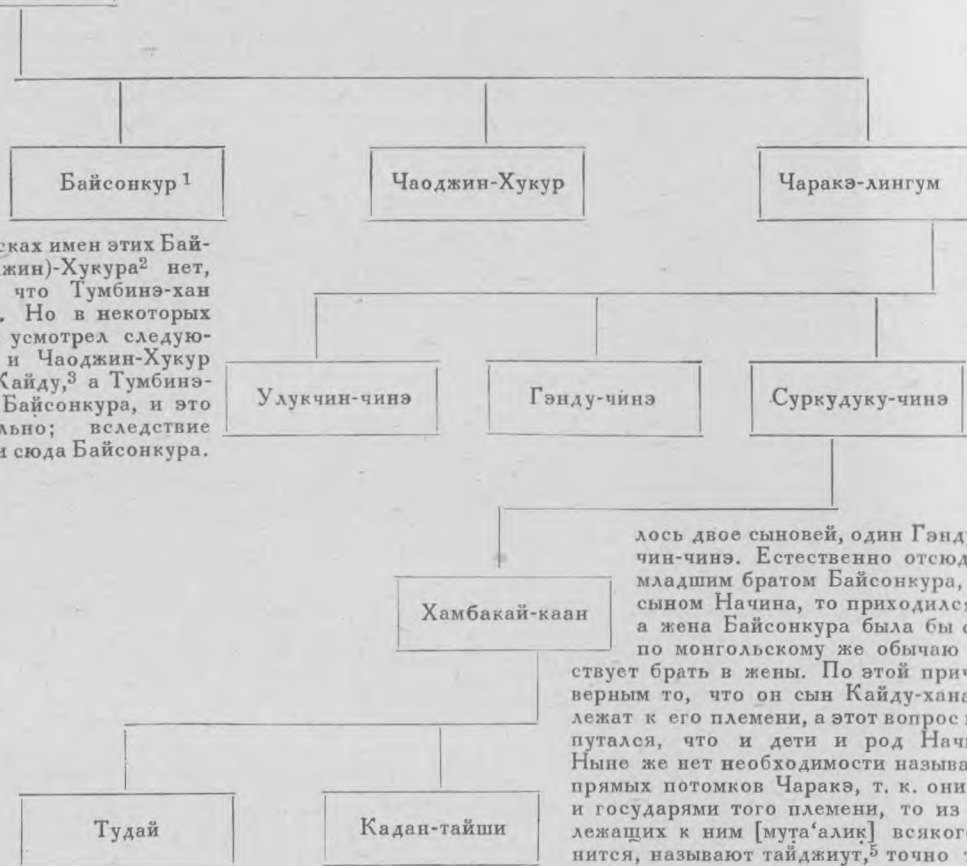 Байсонкур ¹
Чаоджин-Хукур
Чаракэ-лингум
сках имен этих Бай-
жин)-Хукура² нет,
что Тумбинэ-хан
. Но в некоторых
усмотрел следую-
и Чаоджин-Хукур
Кайду,³ а Тумбинэ-
Байсонкура, и это
льно; вследствие
и сюда Байсонкура.
Улукчин-чинэ
Гэнду-чинэ
Суркудуку-чинэ
Хамбакай-каан
лось двое сыновей, один Гэнду
чин-чинэ. Естественно отсюд
младшим братом Байсонкура,
сыном Начина, то приходился
а жена Байсонкура была бы
по монгольскому же обычаю
ствует брать в жены. По этой прич
верным то, что он сын Кайду-хана
лежат к его племени, а этот вопрос
путался, что и дети и род Начи
Ныне же нет необходимости называ
прямых потомков Чаракэ, т. к. они
и государями того племени, то из
лежащих к ним [мута‘алик] всякого
нится, называют тайджиут,⁵ точно т
Тудай
Кадан-тайши